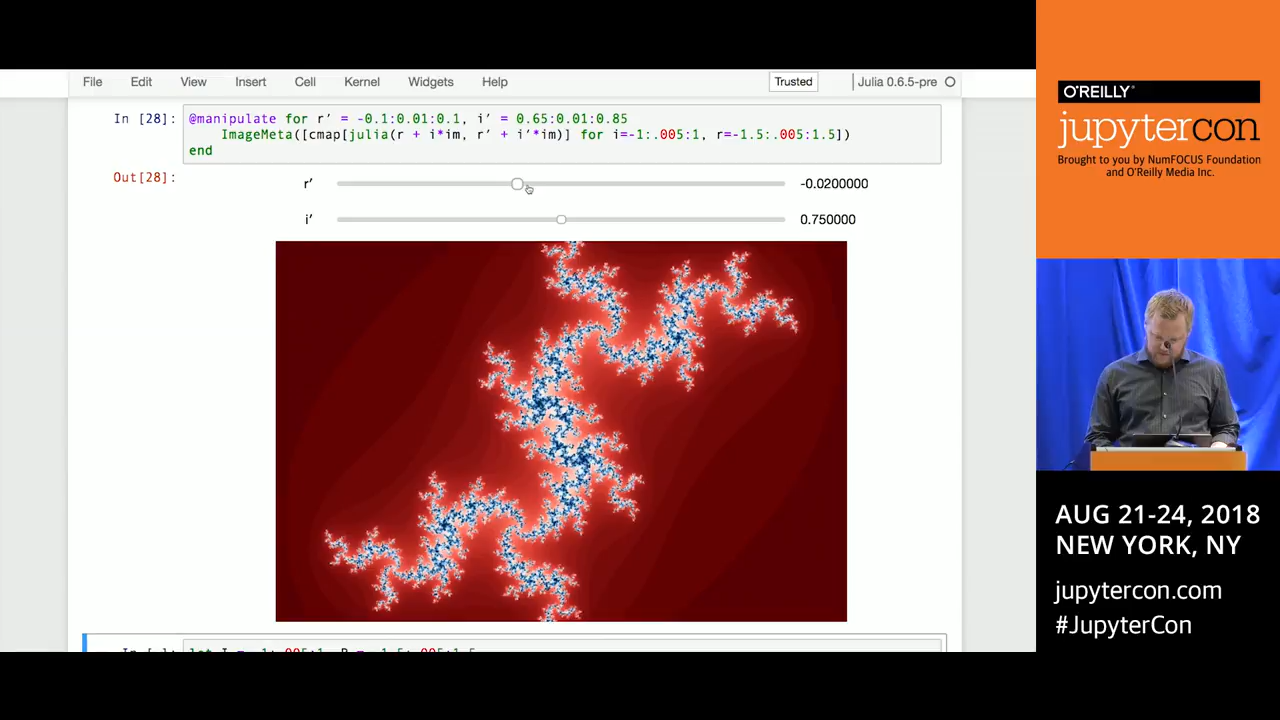 File Edit View Insert Cell Kernel Widgets Help Trusted Julia 0.6.5-pre
In [28]: @manipulate for r′ = -0.1:0.01:0.1, i′ = 0.65:0.01:0.85
ImageMeta([cmap[julia(r + i*im, r′ + i′*im)] for i=-1:.005:1, r=-1.5:.005:1.5])
end
Out[28]:
r′ -0.0200000
i′ 0.750000
O'REILLY®
jupytercon
Brought to you by NumFOCUS Foundation
and O'Reilly Media Inc.
AUG 21-24, 2018
NEW YORK, NY
jupytercon.com
#JupyterCon